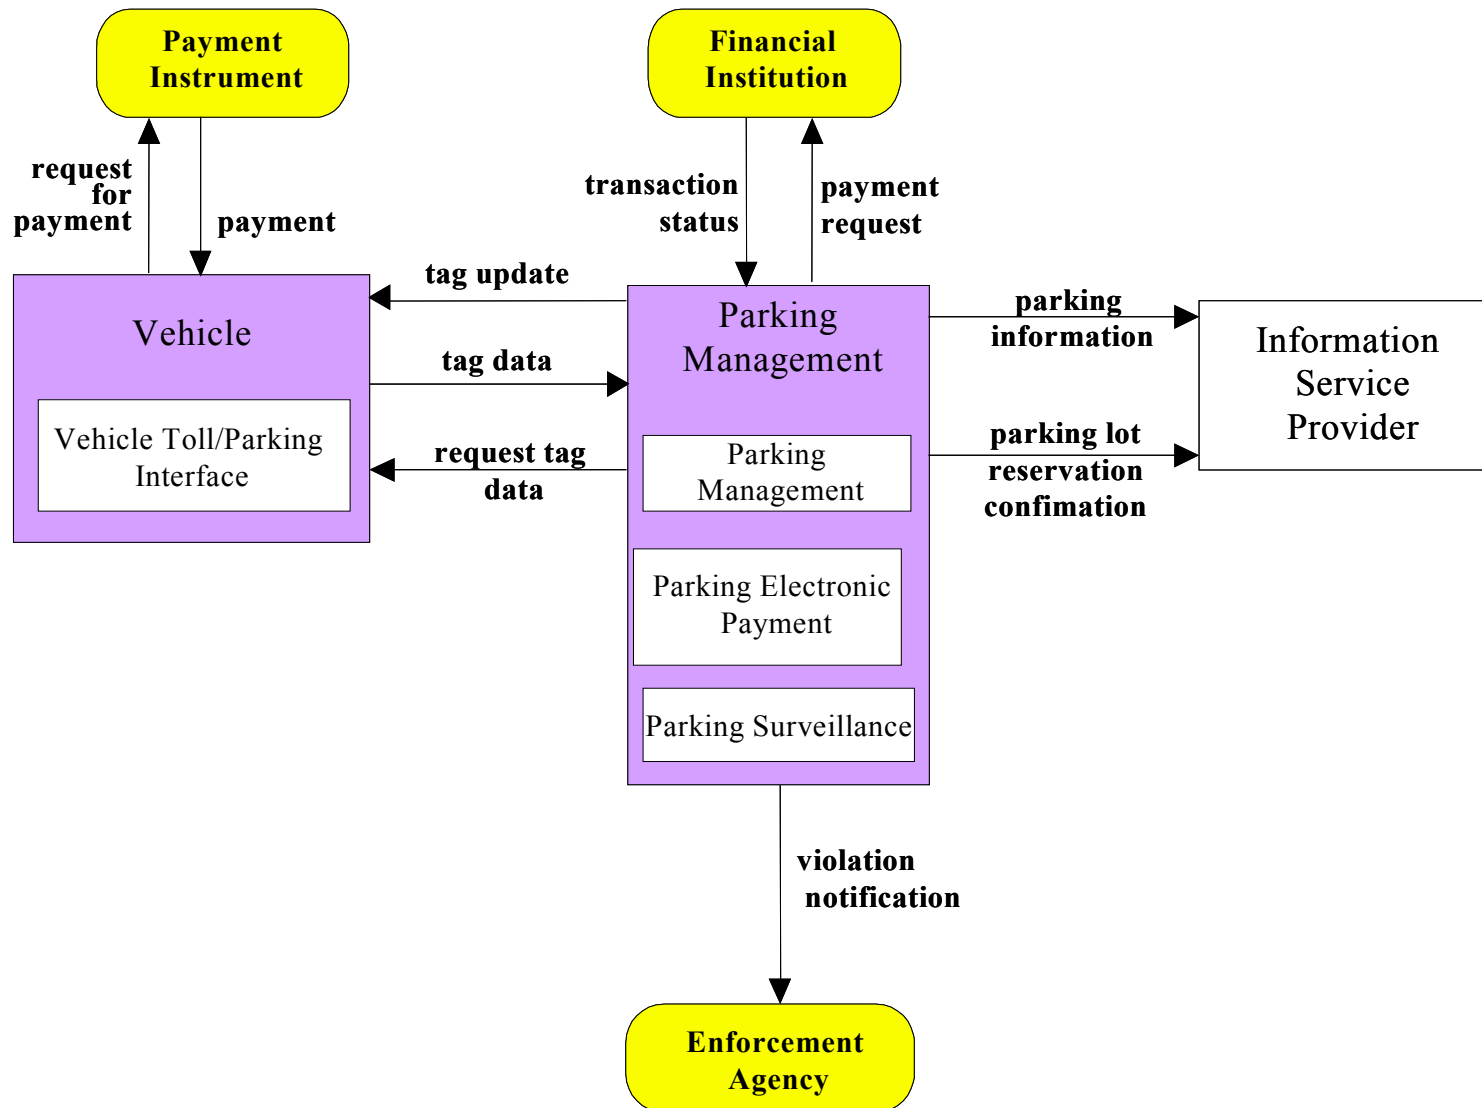 Payment
Instrument
Financial
Institution
request
for
payment
payment
transaction
status
payment
request
tag update
Vehicle
tag data
Vehicle Toll/Parking
Interface
request tag
data
Parking
Management
Parking
Management
Parking Electronic
Payment
Parking Surveillance
parking
information
Information
Service
Provider
parking lot
reservation
confimation
violation
notification
Enforcement
Agency